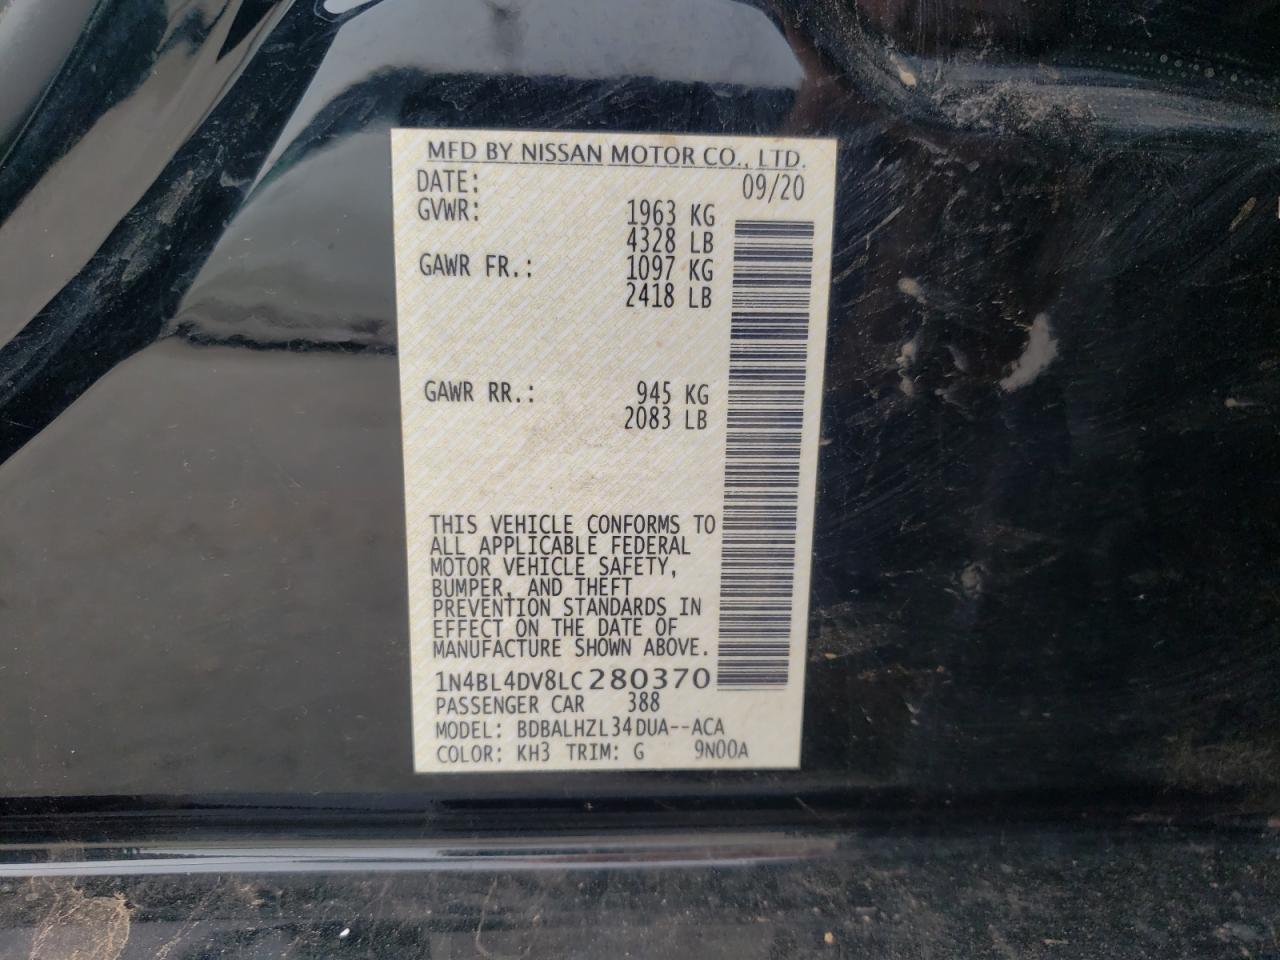 MFD BY NISSAN MOTOR CO., LTD.
DATE: 09/20
GVWR: 1963 KG
4328 LB
GAWR FR.: 1097 KG
2418 LB
GAWR RR.: 945 KG
2083 LB
THIS VEHICLE CONFORMS TO
ALL APPLICABLE FEDERAL
MOTOR VEHICLE SAFETY,
BUMPER, AND THEFT
PREVENTION STANDARDS IN
EFFECT ON THE DATE OF
MANUFACTURE SHOWN ABOVE.
1N4BL4DV8LC280370
PASSENGER CAR 388
MODEL: BDBALHZL34DUA--ACA
COLOR: KH3 TRIM: G 9N00A